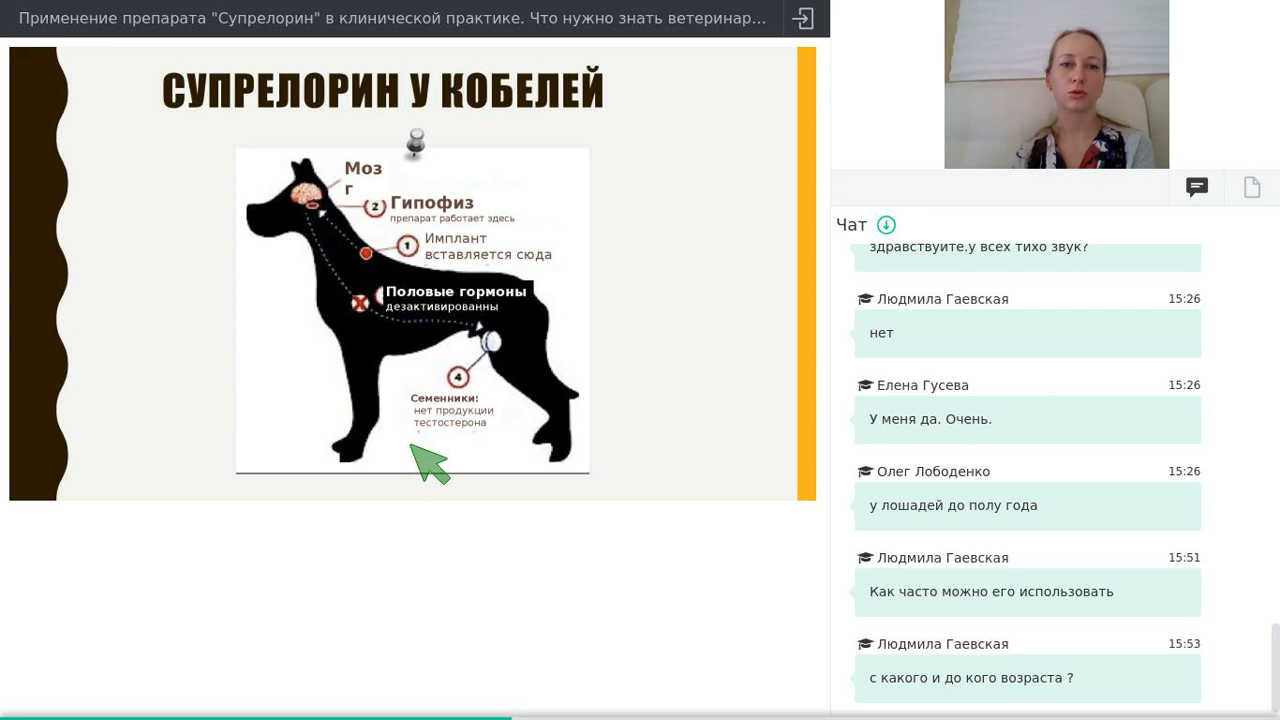 Применение препарата "Супрелорин" в клинической практике. Что нужно знать ветеринар...
СУПРЕЛОРИН У КОБЕЛЕЙ
Моз
г
2
Гипофиз
препарат работает здесь
1
Имплант
вставляется сюда
Половые гормоны
дезактивированны
4
Семенники:
нет продукции
тестостерона
Чат
здравствуйте.у всех тихо звук?
Людмила Гаевская 15:26
нет
Елена Гусева 15:26
У меня да. Очень.
Олег Лободенко 15:26
у лошадей до полу года
Людмила Гаевская 15:51
Как часто можно его использовать
Людмила Гаевская 15:53
с какого и до кого возраста ?